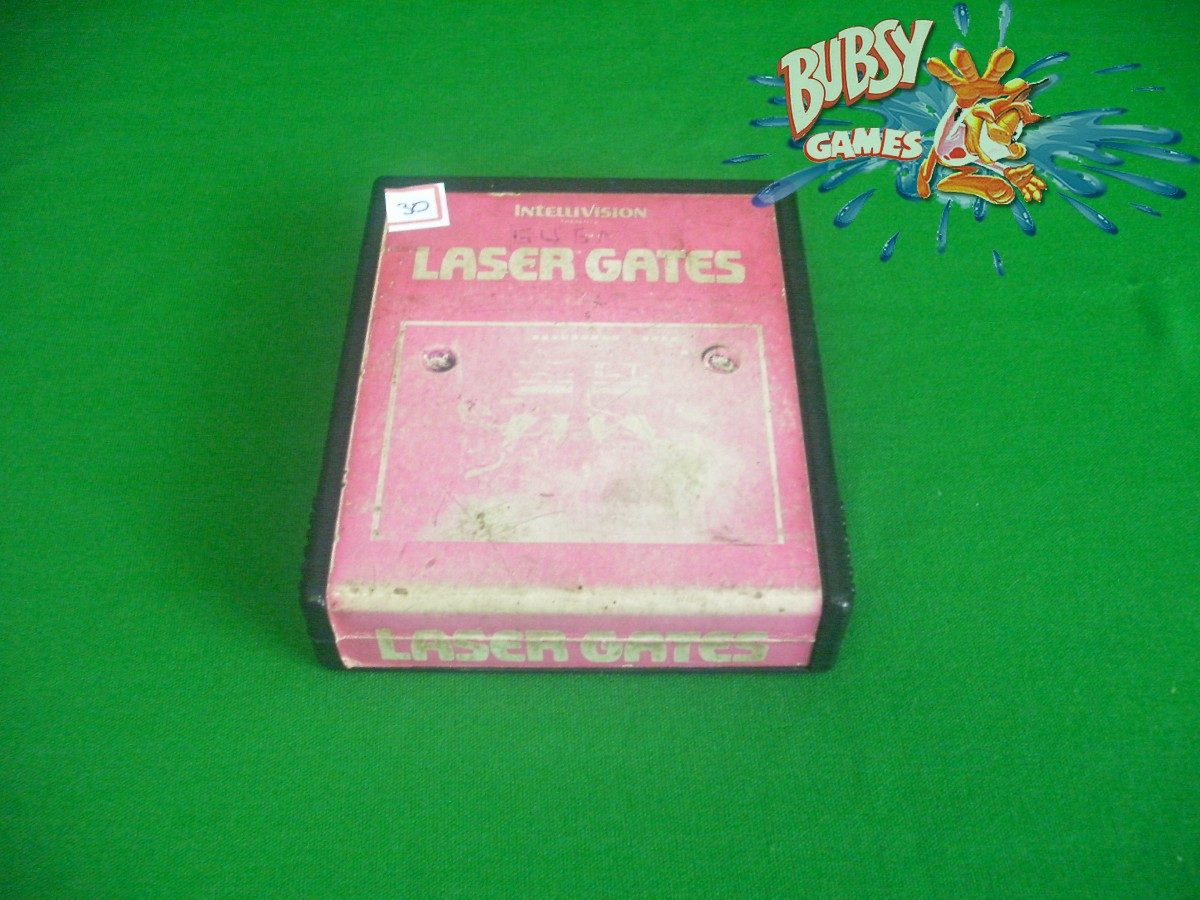 BUBSY
GAMES
30
INTELLIVISION
LASER GATES
LASER GATES